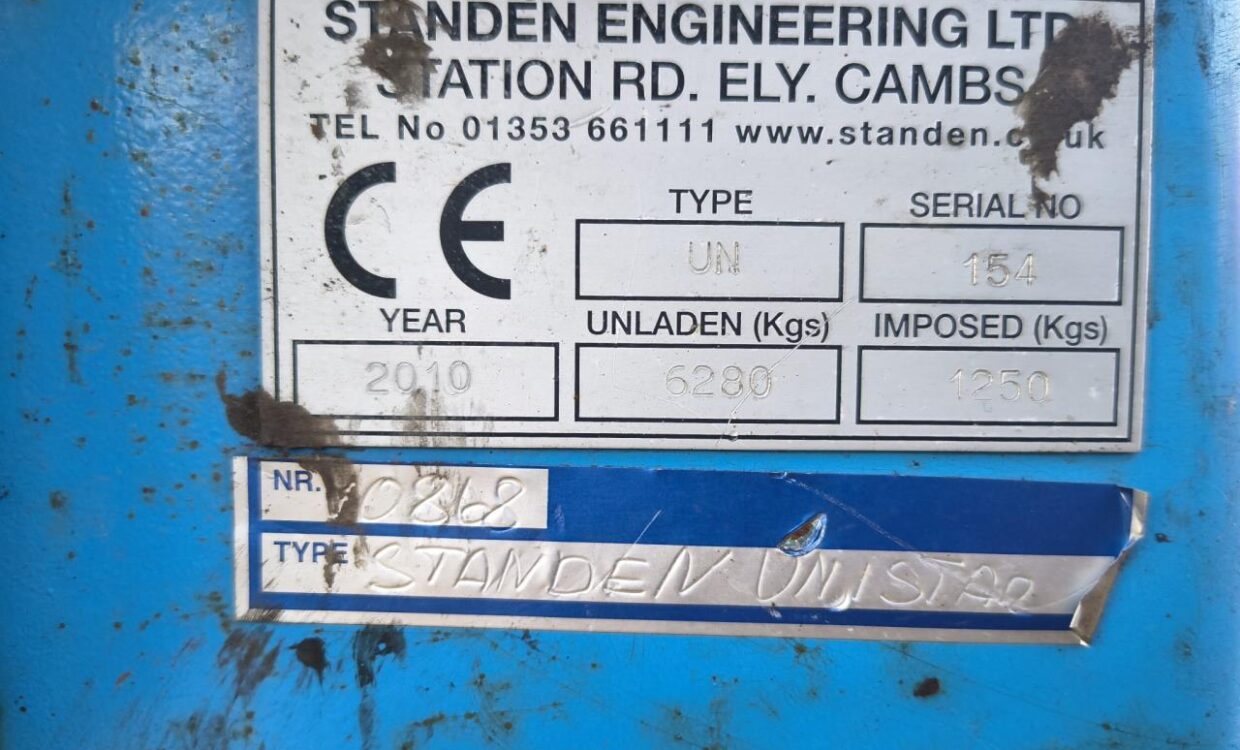 STANDEN ENGINEERING LTD.
STATION RD. ELY. CAMBS
TEL No 01353 661111 www.standen.co.uk
CE
TYPE SERIAL NO
UN 154
YEAR UNLADEN (Kgs) IMPOSED (Kgs)
2010 6280 1250
NR. 0868
TYPE STANDEN UNISTAR